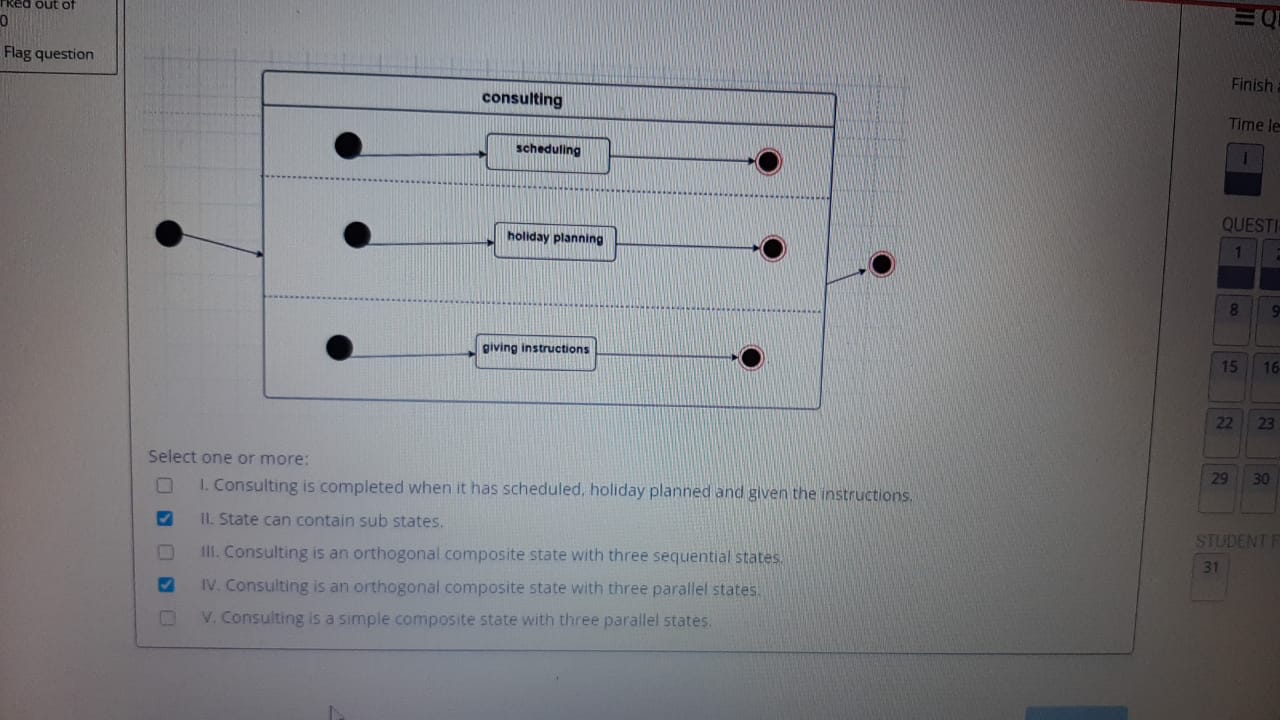 rked out of
0
Flag question
consulting
scheduling
holiday planning
giving instructions
Select one or more:
I. Consulting is completed when it has scheduled, holiday planned and given the instructions.
II. State can contain sub states.
III. Consulting is an orthogonal composite state with three sequential states.
IV. Consulting is an orthogonal composite state with three parallel states.
V. Consulting is a simple composite state with three parallel states.
Finish
Time le
I
QUESTI
1
8 9
15 16
22 23
29 30
STUDENT F
31